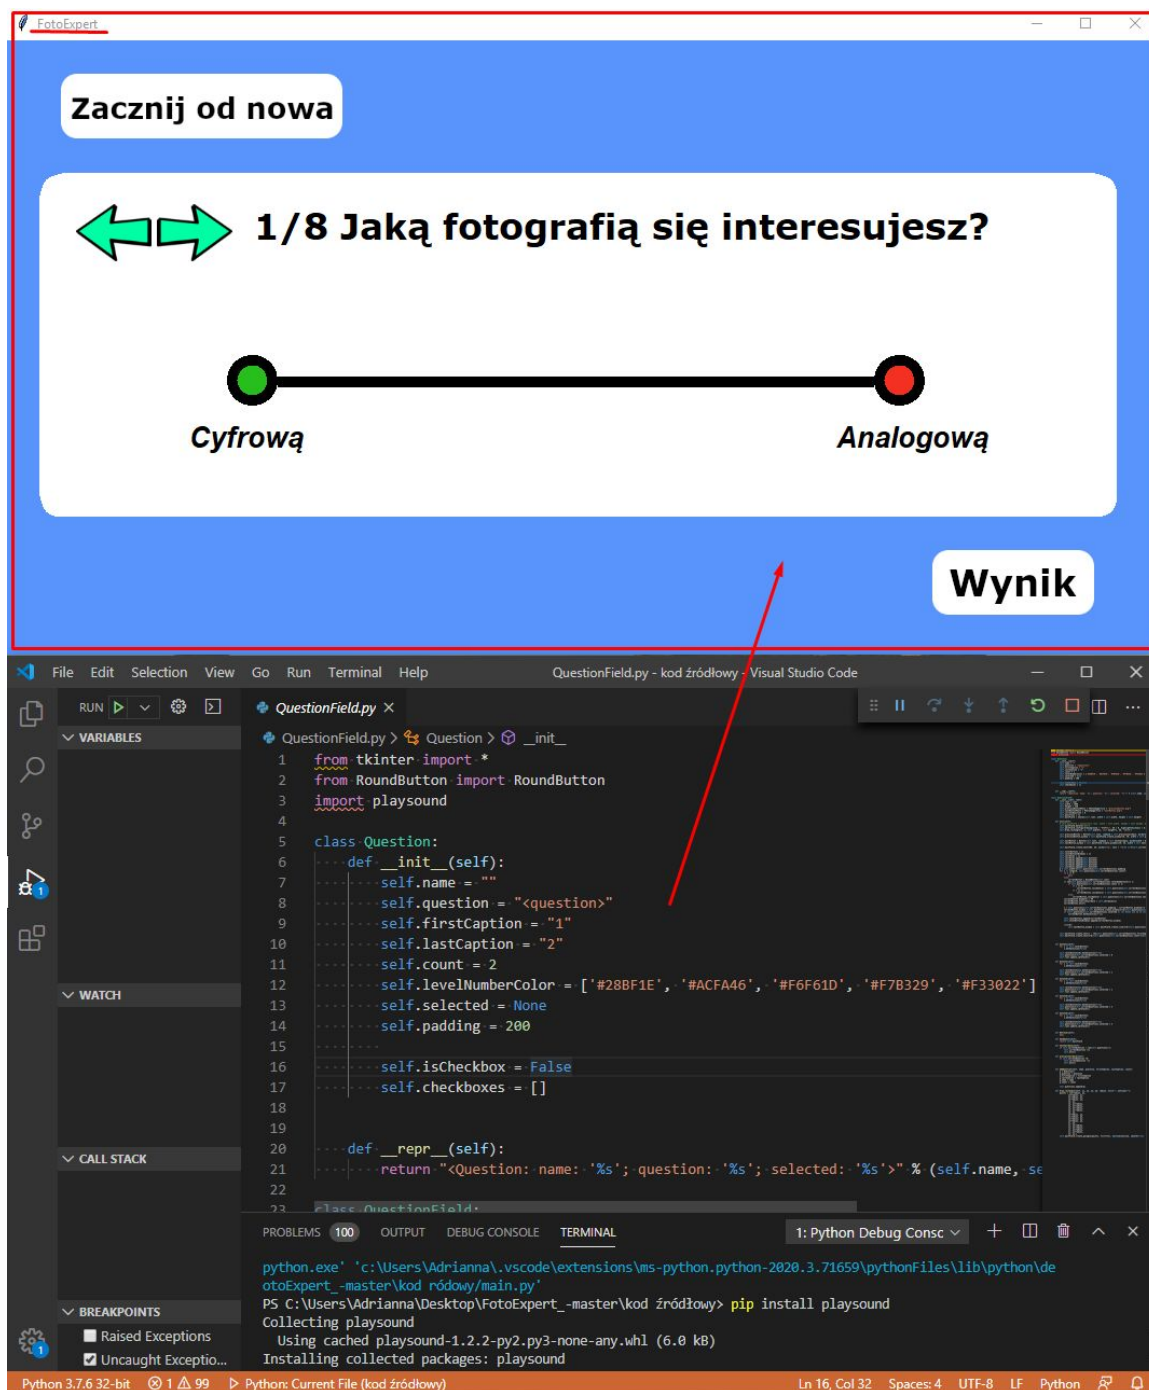 FotoExpert
Zacznij od nowa
1/8 Jaką fotografią się interesujesz?
Cyfrową
Analogową
Wynik
File Edit Selection View Go Run Terminal Help QuestionField.py - kod źródłowy - Visual Studio Code
RUN
QuestionField.py
VARIABLES
QuestionField.py > Question > __init__
1 from tkinter import *
2 from RoundButton import RoundButton
3 import playsound
4
5 class Question:
6 def __init__(self):
7 self.name = ""
8 self.question = "<question>"
9 self.firstCaption = "1"
10 self.lastCaption = "2"
11 self.count = 2
12 self.levelNumberColor = ['#28BF1E', '#ACFA46', '#F6F61D', '#F7B329', '#F33022']
13 self.selected = None
14 self.padding = 200
15
16 self.isCheckbox = False
17 self.checkboxes = []
18
19
20 def __repr__(self):
21 return "<Question: name: '%s'; question: '%s'; selected: '%s'>" % (self.name, se
22
23 class QuestionField:
WATCH
CALL STACK
BREAKPOINTS
Raised Exceptions
Uncaught Exceptio...
1
1
PROBLEMS 100 OUTPUT DEBUG CONSOLE TERMINAL 1: Python Debug Consc
python.exe' 'c:\Users\Adrianna\.vscode\extensions\ms-python.python-2020.3.71659\pythonFiles\lib\python\de
otoExpert_-master\kod ródowy/main.py'
PS C:\Users\Adrianna\Desktop\FotoExpert_-master\kod źródłowy> pip install playsound
Collecting playsound
Using cached playsound-1.2.2-py2.py3-none-any.whl (6.0 kB)
Installing collected packages: playsound
Python 3.7.6 32-bit 1 99 Python: Current File (kod źródłowy) Ln 16, Col 32 Spaces: 4 UTF-8 LF Python